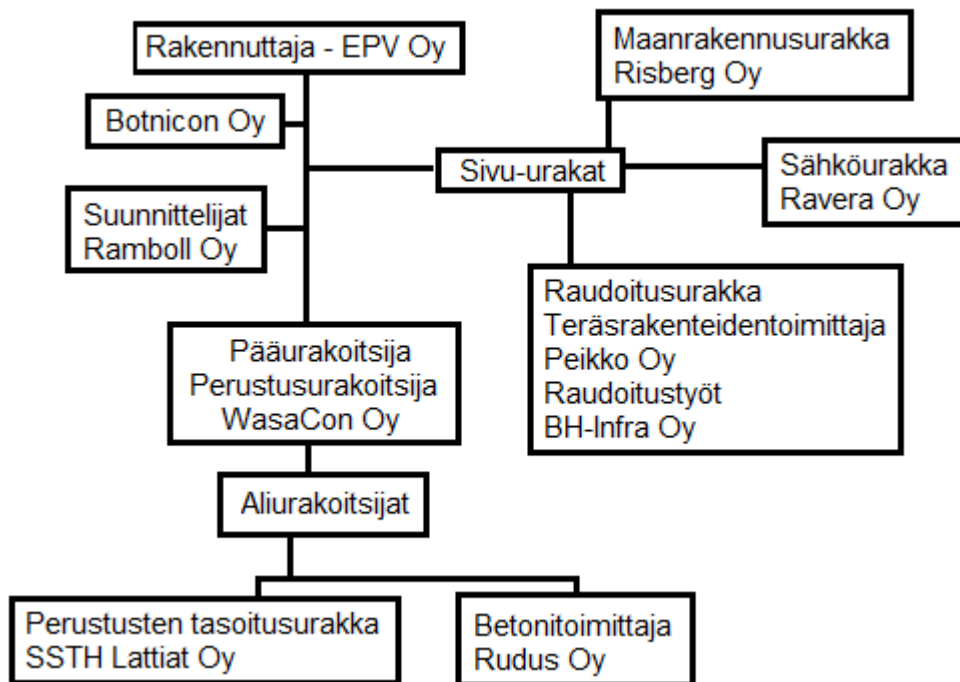 Rakennuttaja - EPV Oy
Maanrakennusurakka
Risberg Oy
Botnicon Oy
Sivu-urakat
Sähköurakka
Ravera Oy
Suunnittelijat
Ramboll Oy
Raudoitusurakka
Teräsrakenteidentoimittaja
Peikko Oy
Raudoitustyöt
BH-Infra Oy
Pääurakoitsija
Perustusurakoitsija
WasaCon Oy
Aliurakoitsijat
Perustusten tasoitusurakka
SSTH Lattiat Oy
Betonitoimittaja
Rudus Oy